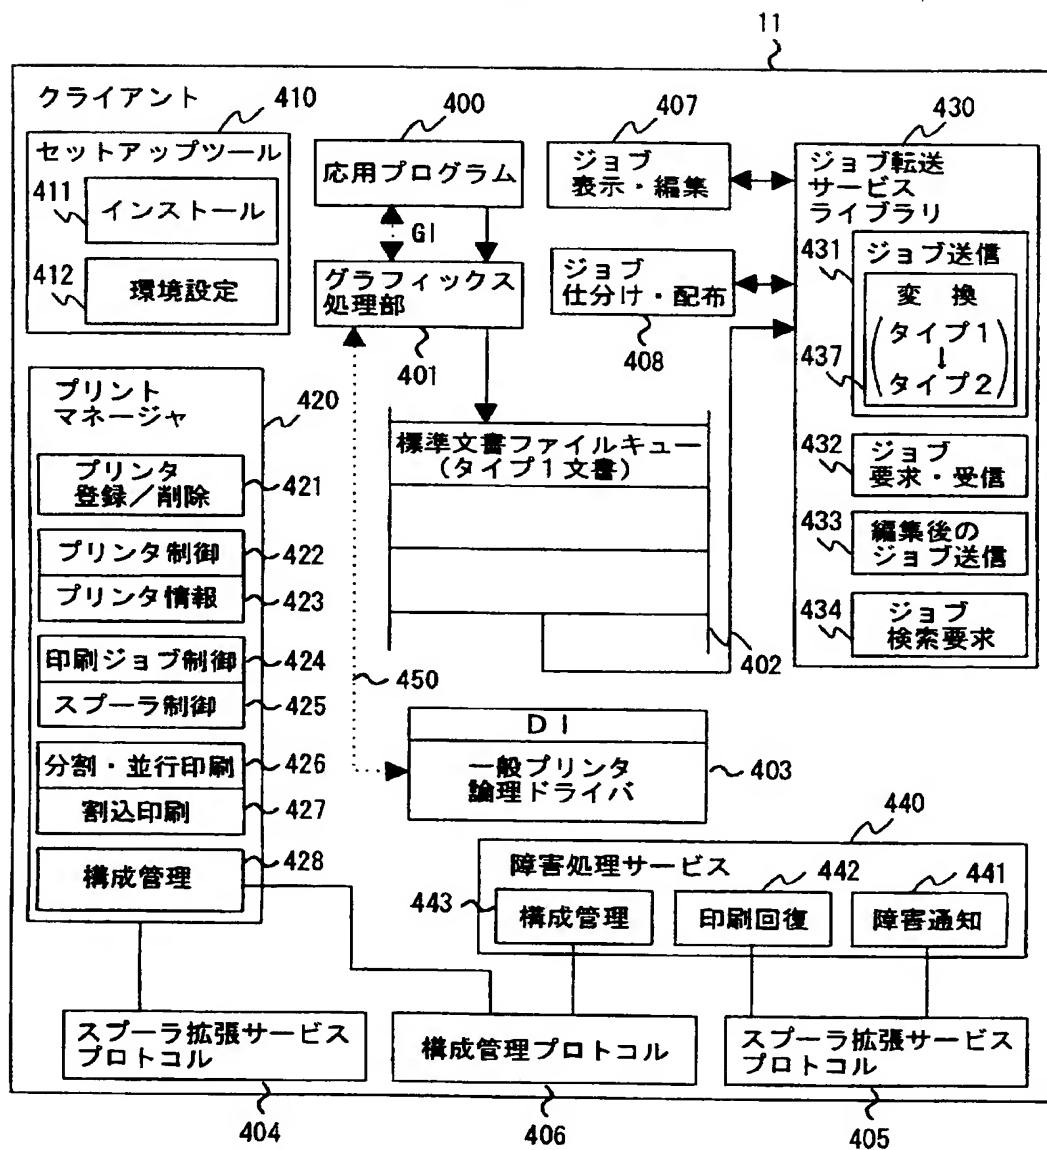 11
クライアント
410
セットアップツール
411
インストール
412
環境設定
400
応用プログラム
GI
グラフィックス
処理部
401
407
ジョブ
表示・編集
ジョブ
仕分け・配布
408
430
ジョブ転送
サービス
ライブラリ
431
ジョブ送信
変 換
(タイプ1
↓
タイプ2)
437
432
ジョブ
要求・受信
433
編集後の
ジョブ送信
434
ジョブ
検索要求
プリント
マネージャ
420
プリンタ
登録/削除
421
プリンタ制御
422
プリンタ情報
423
印刷ジョブ制御
424
スプーラ制御
425
分割・並行印刷
426
割込印刷
427
構成管理
428
標準文書ファイルキュー
(タイプ1文書)
402
450
DI
一般プリンタ
論理ドライバ
403
440
障害処理サービス
443
構成管理
442
印刷回復
441
障害通知
スプーラ拡張サービス
プロトコル
404
構成管理プロトコル
406
スプーラ拡張サービス
プロトコル
405